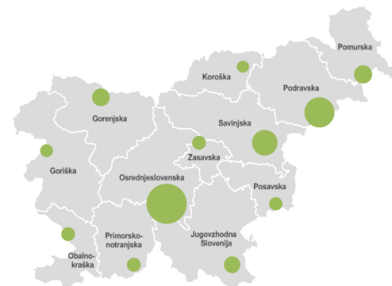 Pomurska
Koroška
Podravska
Gorenjska
Savinjska
Zasavska
Goriška
Osrednjeslovenska
Posavska
Primorsko-
notranjska
Jugovzhodna
Slovenija
Obalno-
kraška